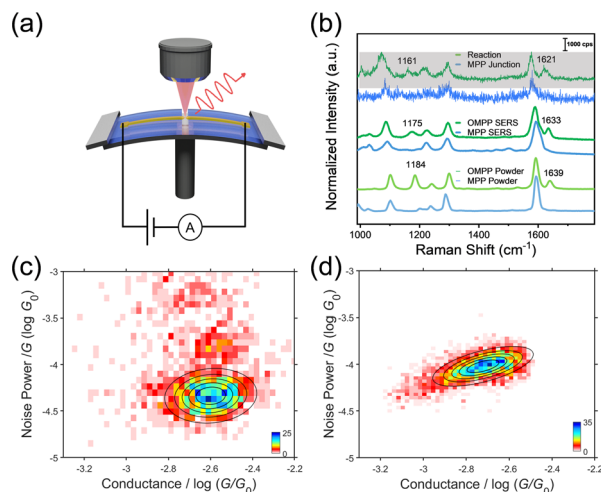 (a)
A
(b)
1000 cps
Reaction
MPP Junction
1161
1621
OMPP SERS
MPP SERS
1175
1633
OMPP Powder
MPP Powder
1184
1639
Normalized Intensity (a.u.)
1000 1200 1400 1600
Raman Shift (cm⁻¹)
(c)
Noise Power /G (log G₀)
-3
-3.5
-4
-4.5
-5
25
0
-3.2 -3 -2.8 -2.6 -2.4 -2.2
Conductance / log (G/G₀)
(d)
Noise Power /G (log G₀)
-3
-3.5
-4
-4.5
-5
35
0
-3.2 -3 -2.8 -2.6 -2.4 -2.2
Conductance / log (G/G₀)